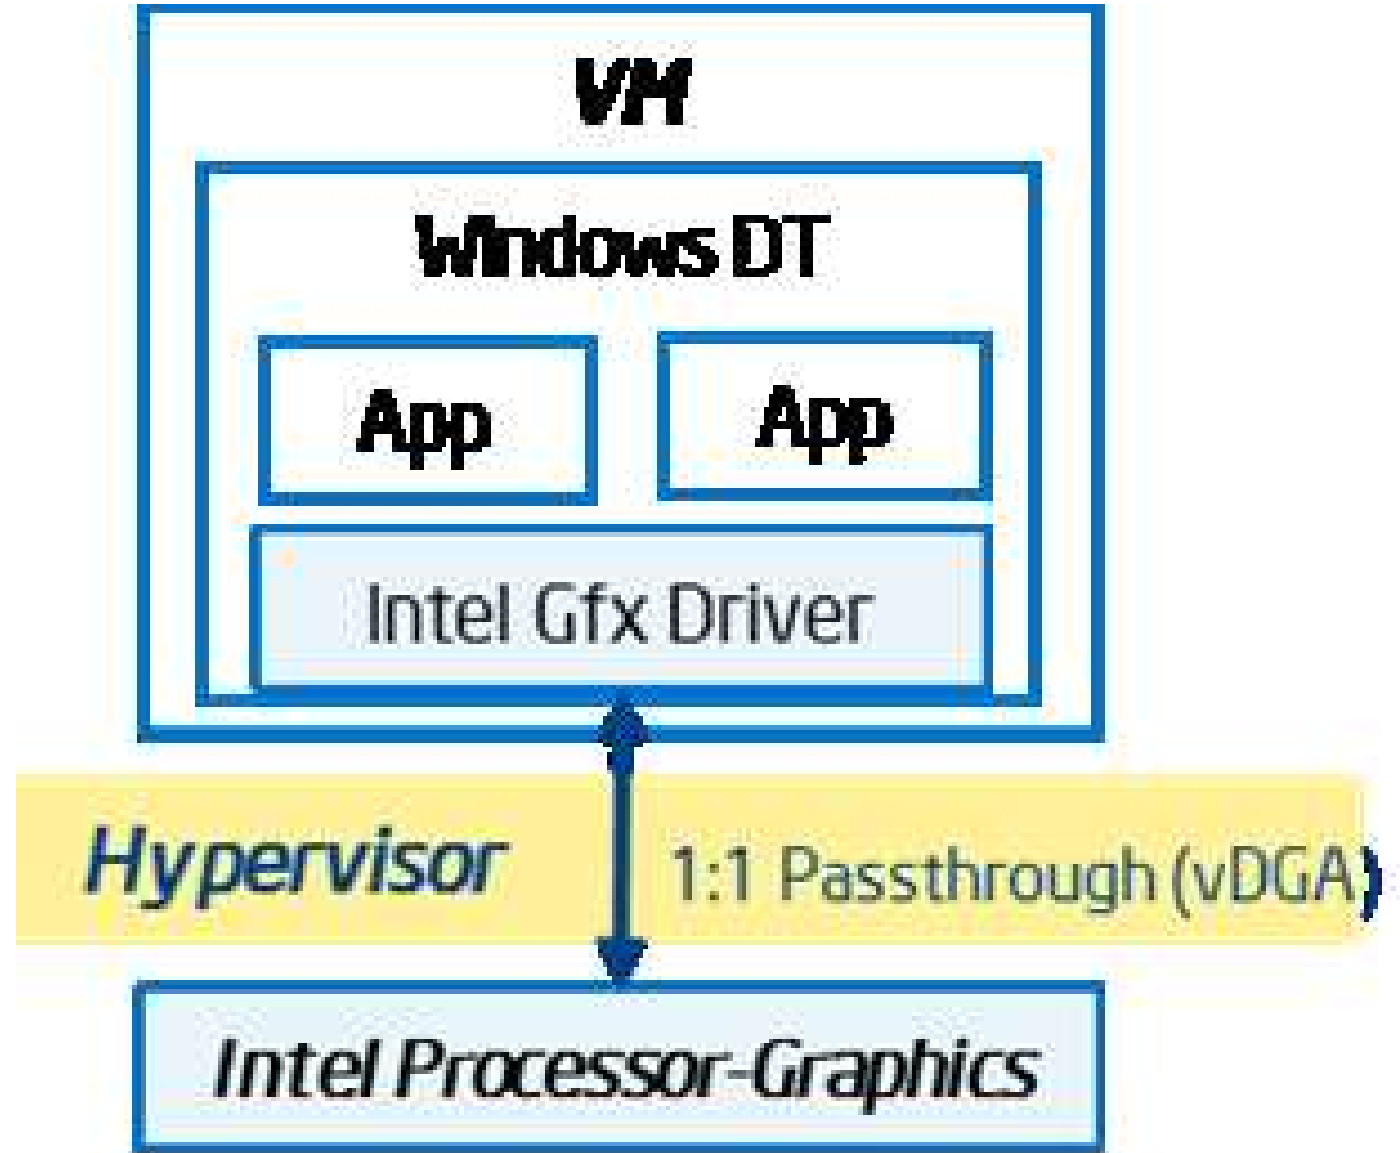 VM
Windows DT
App App
Intel Gfx Driver
Hypervisor 1:1 Passthrough (vDGA)
Intel Processor-Graphics